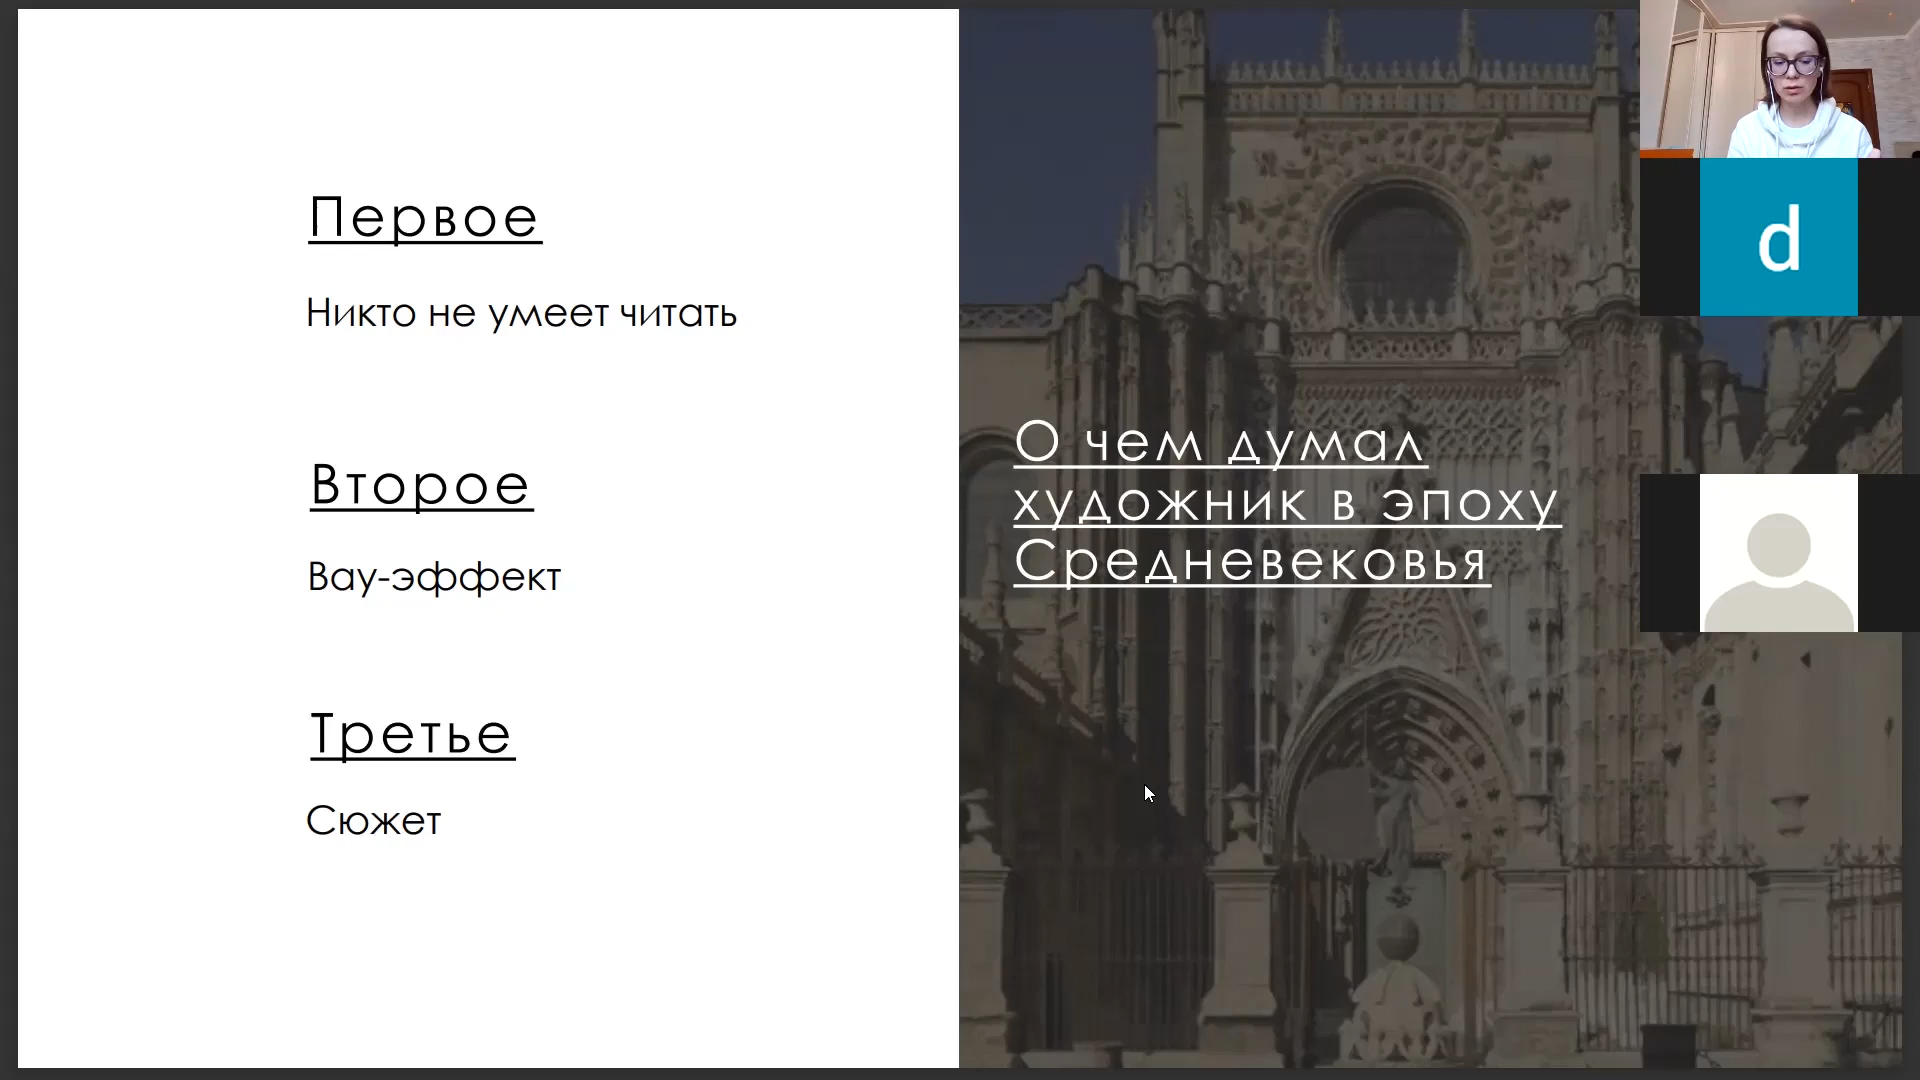 Первое
Никто не умеет читать
Второе
Вау-эффект
Третье
Сюжет
О чем думал
художник в эпоху
Средневековья
d